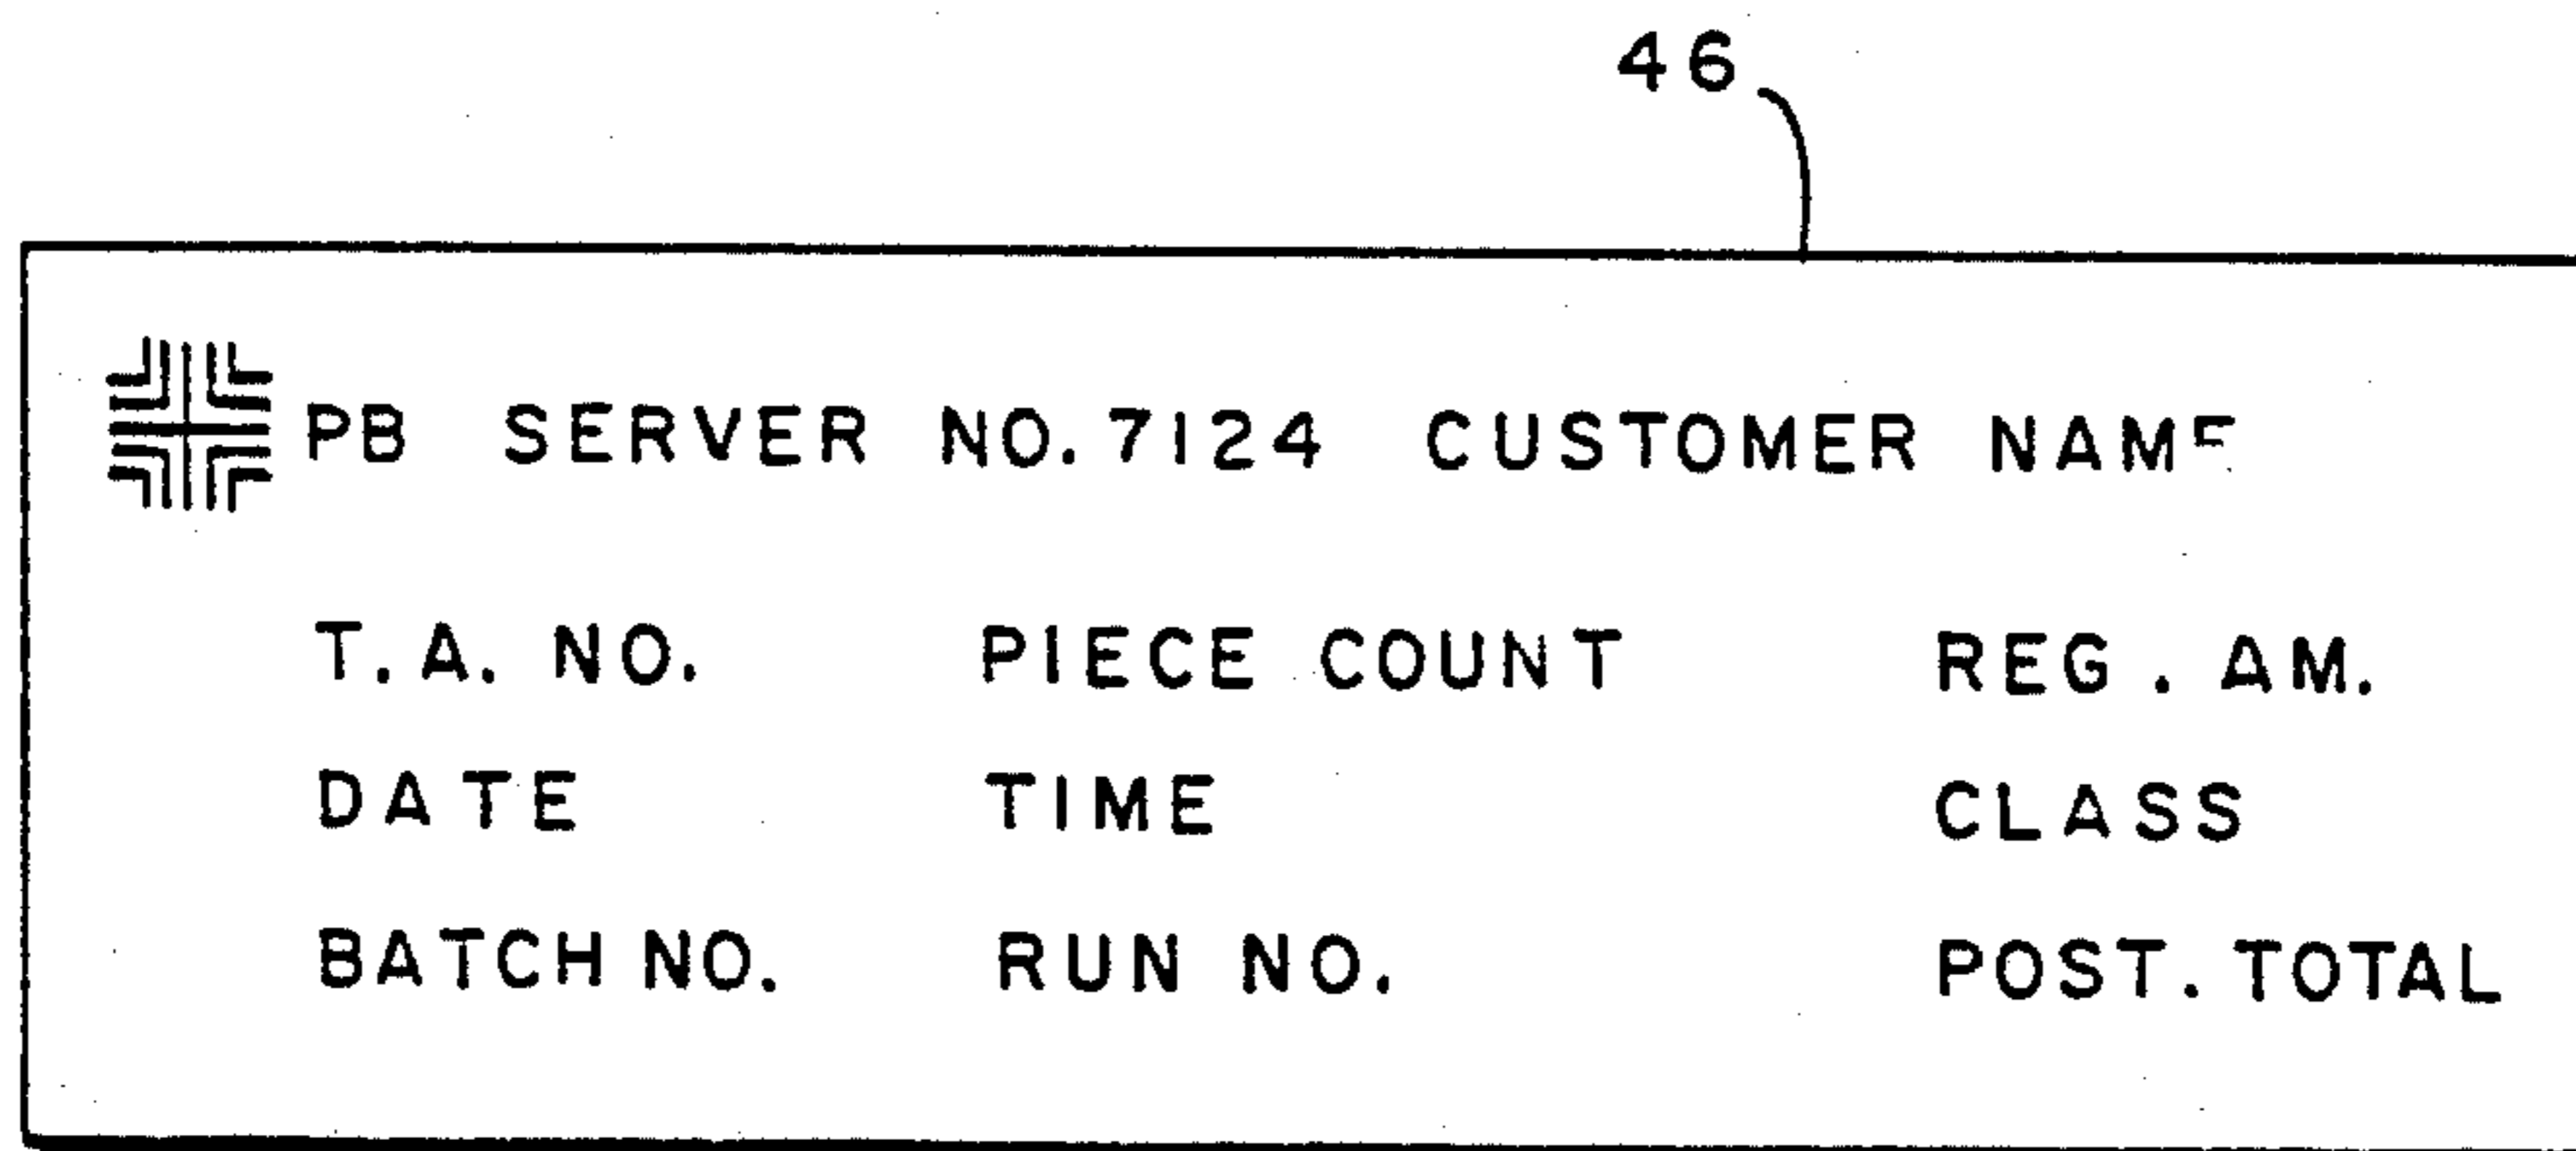 46
PB SERVER NO. 7124 CUSTOMER NAME
T. A. NO. PIECE COUNT REG. AM.
DATE TIME CLASS
BATCH NO. RUN NO. POST. TOTAL